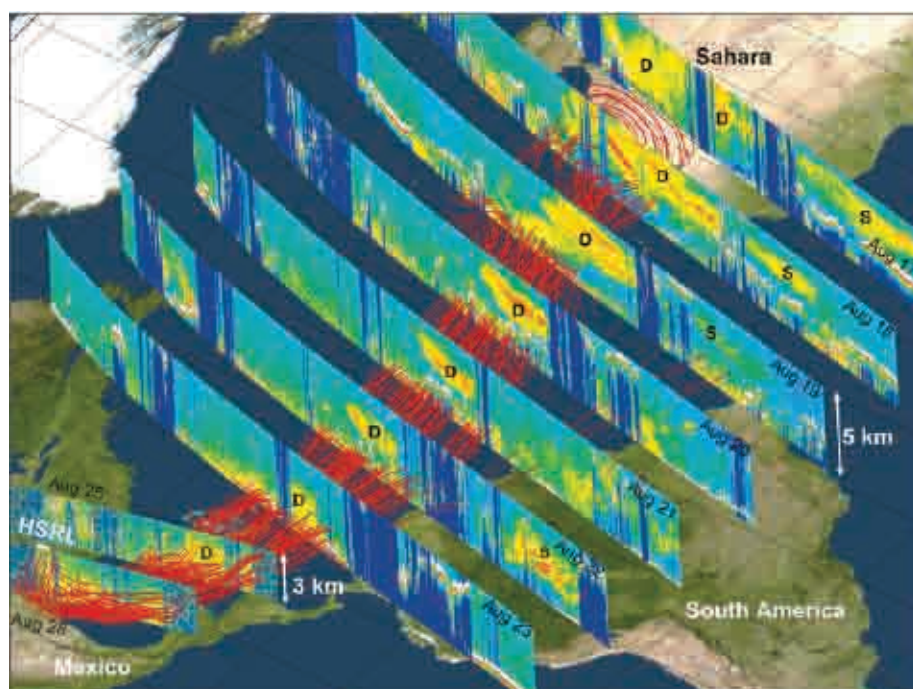 D
Sahara
D
D
S
Aug 1
D
S
Aug 18
S
Aug 19
D
5 km
Aug 20
D
Aug 21
D
S
Aug 25
D
HSRL
D
3 km
Aug 23
South America
Aug 28
Mexico